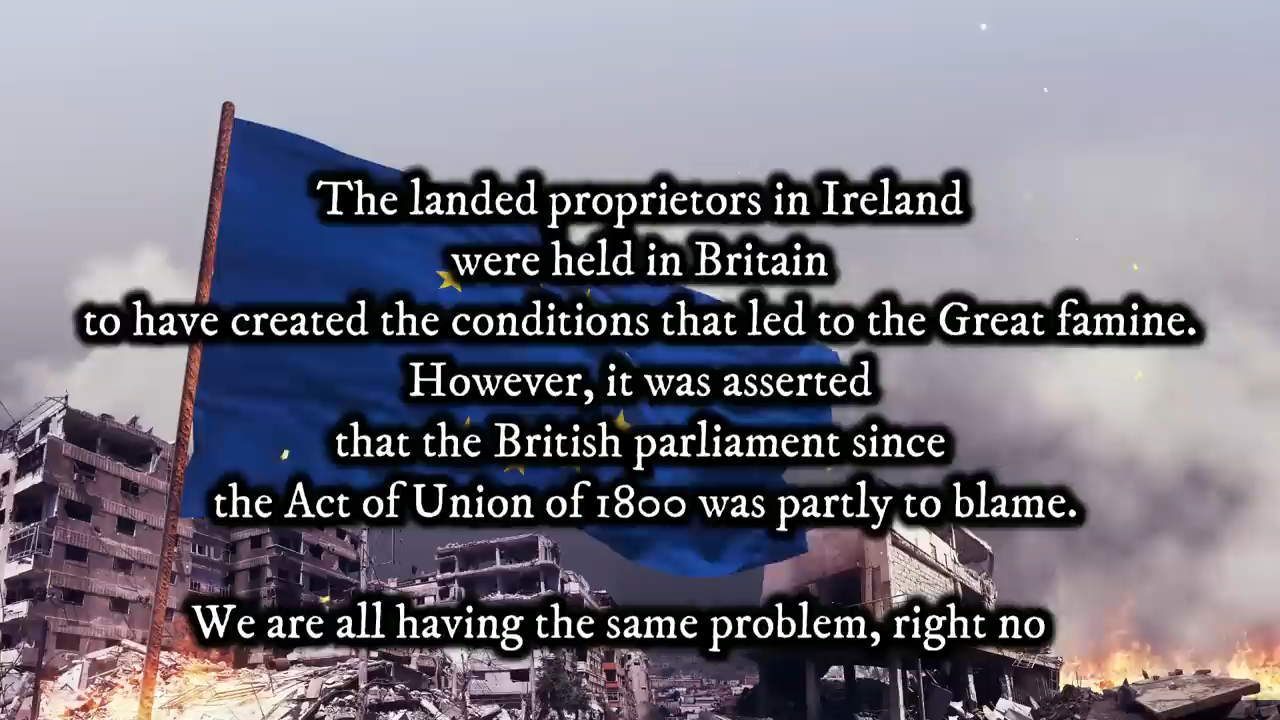 The landed proprietors in Ireland
were held in Britain
to have created the conditions that led to the Great famine.
However, it was asserted
that the British parliament since
the Act of Union of 1800 was partly to blame.
We are all having the same problem, right no